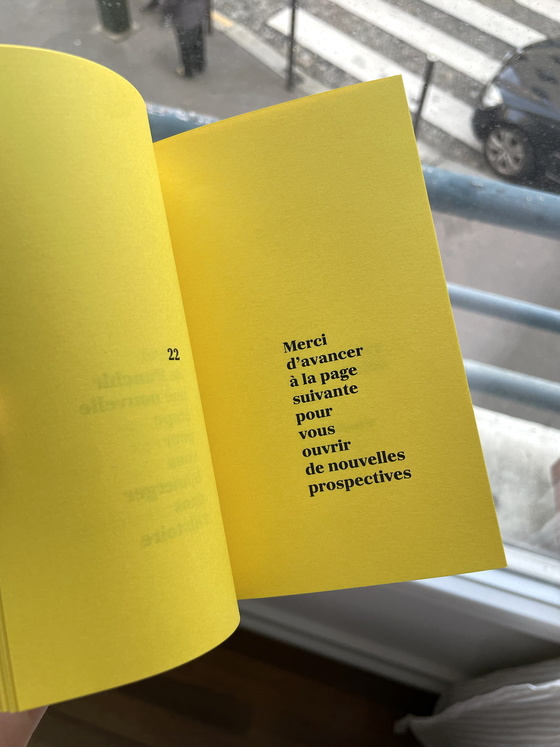 22
Merci
d'avancer
à la page
suivante
pour
vous
ouvrir
de nouvelles
prospectives